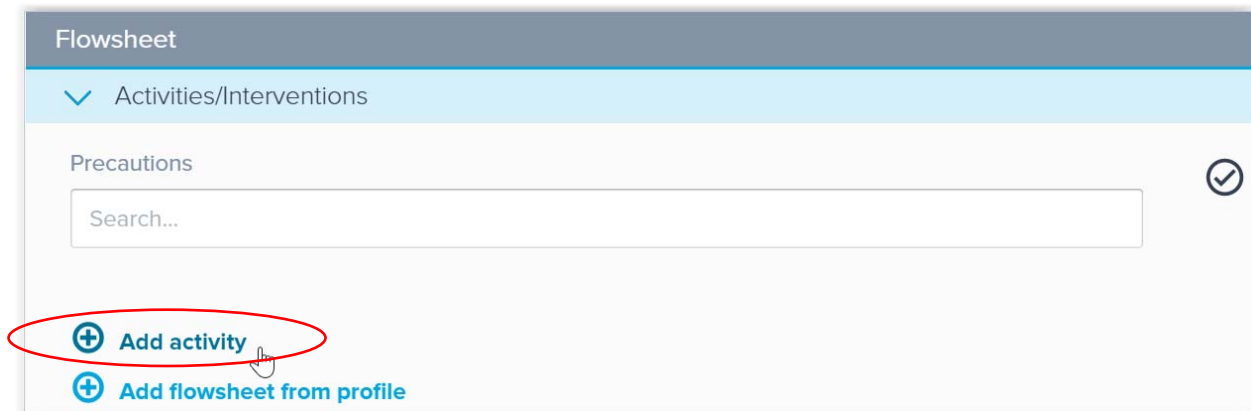 Flowsheet
Activities/Interventions
Precautions
Search...
Add activity
Add flowsheet from profile